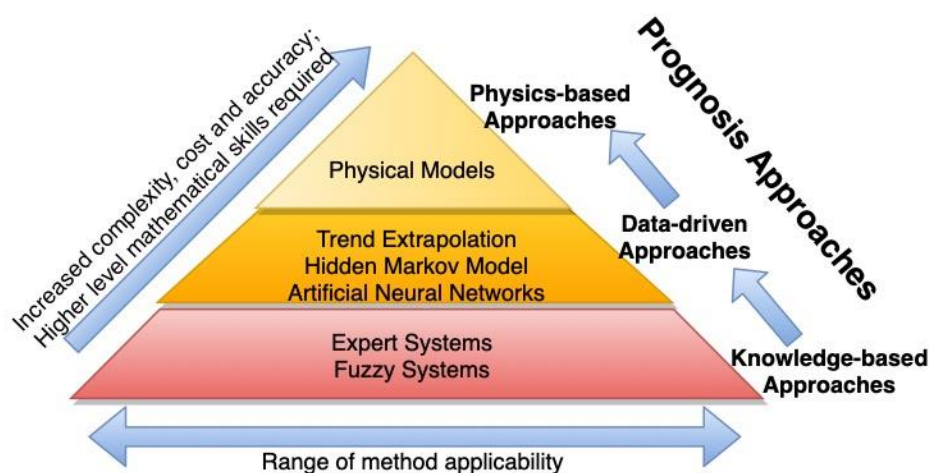 Increased complexity, cost and accuracy;
Higher level mathematical skills required
Prognosis Approaches
Physics-based
Approaches
Physical Models
Data-driven
Approaches
Trend Extrapolation
Hidden Markov Model
Artificial Neural Networks
Knowledge-based
Approaches
Expert Systems
Fuzzy Systems
Range of method applicability